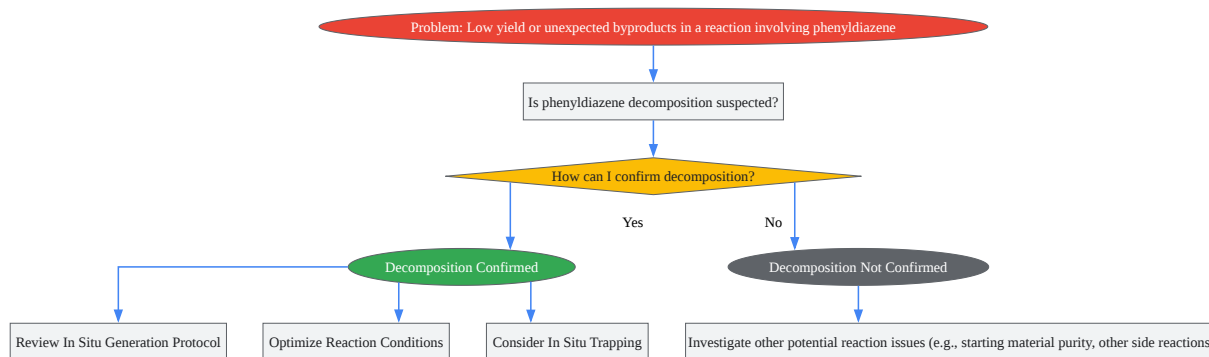 Problem: Low yield or unexpected byproducts in a reaction involving phenyldiazene
Is phenyldiazene decomposition suspected?
How can I confirm decomposition?
Yes
No
Decomposition Confirmed
Decomposition Not Confirmed
Review In Situ Generation Protocol
Optimize Reaction Conditions
Consider In Situ Trapping
Investigate other potential reaction issues (e.g., starting material purity, other side reactions